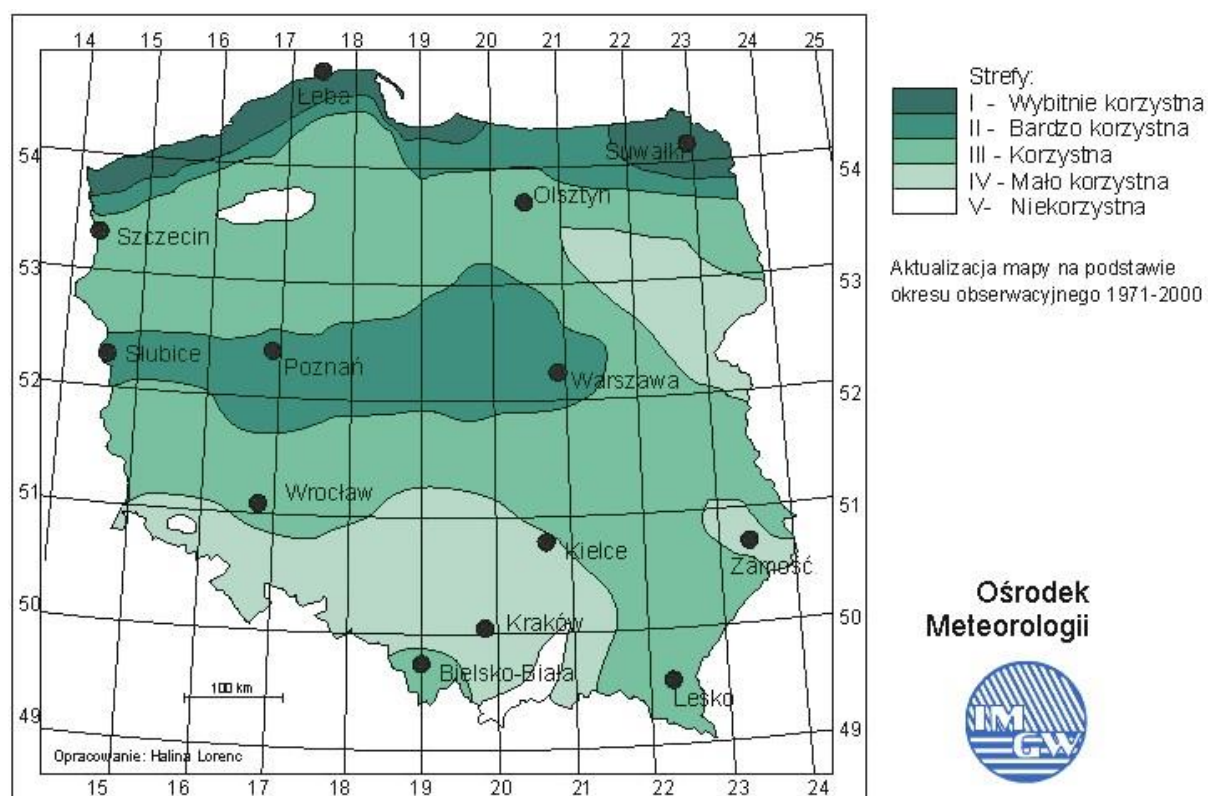 14 15 16 17 18 19 20 21 22 23 24 25
Strefy:
I - Wybitnie korzystna
II - Bardzo korzystna
III - Korzystna
IV - Mało korzystna
V- Niekorzystna
Aktualizacja mapy na podstawie
okresu obserwacyjnego 1971-2000
Łeba
54
Suwałki
54
Olsztyn
Szczecin
53
53
Słubice
Poznań
Warszawa
52
52
Wrocław
51
51
Kielce
Zamość
50
Kraków
50
Bielsko-Biała
Lesko
100 km
49
49
Opracowanie: Halina Lorenc
15 16 17 18 19 20 21 22 23 24
Ośrodek
Meteorologii
IM
GW